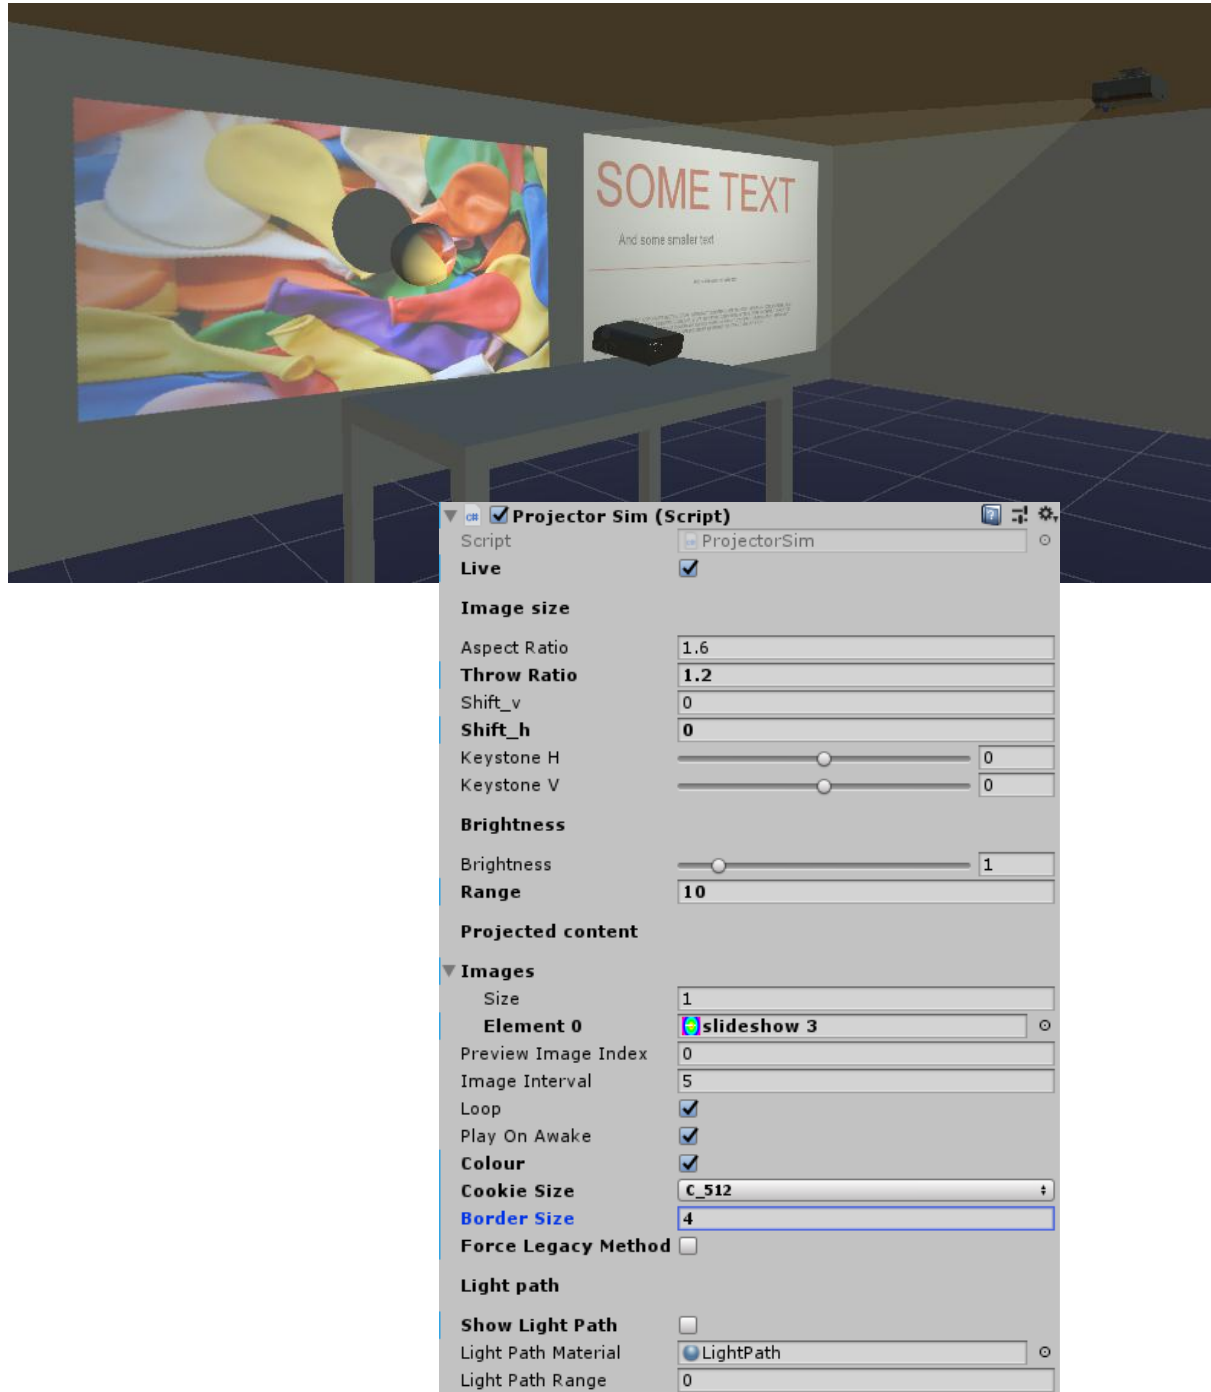 SOME TEXT
And some smaller text
Projector Sim (Script)
Script ProjectorSim
Live
Image size
Aspect Ratio 1.6
Throw Ratio 1.2
Shift_v 0
Shift_h 0
Keystone H 0
Keystone V 0
Brightness
Brightness 1
Range 10
Projected content
Images
Size 1
Element 0 slideshow 3
Preview Image Index 0
Image Interval 5
Loop
Play On Awake
Colour
Cookie Size C_512
Border Size 4
Force Legacy Method
Light path
Show Light Path
Light Path Material LightPath
Light Path Range 0